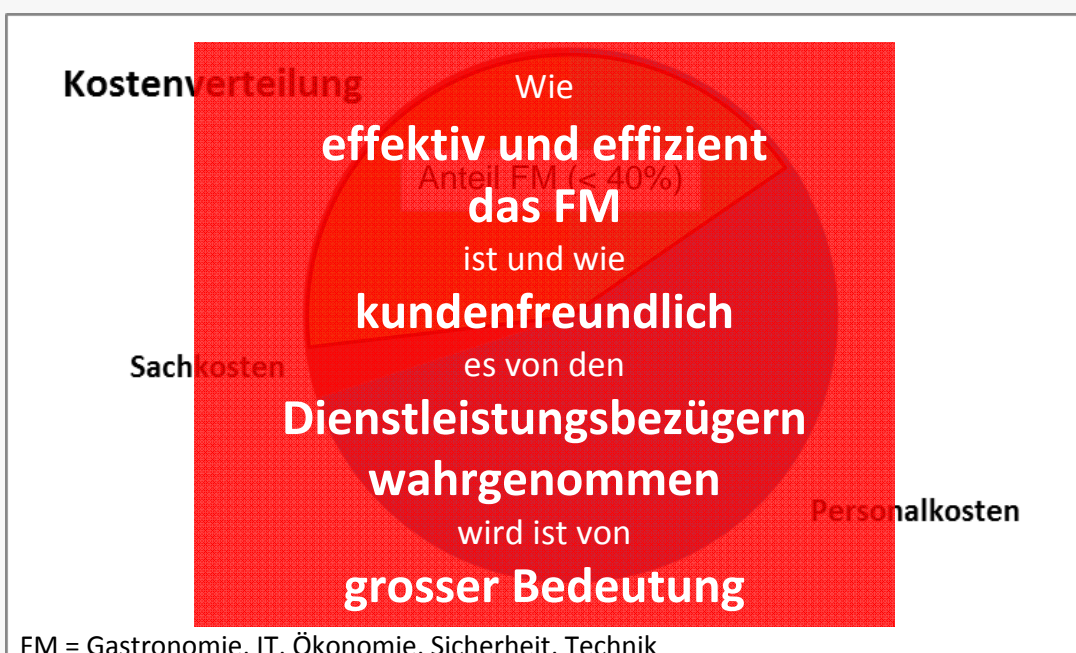 Kostenverteilung
Wie
effektiv und effizient
Anteil FM (< 40%)
das FM
ist und wie
kundenfreundlich
Sachkosten
es von den
Dienstleistungsbezügern
wahrgenommen
Personalkosten
wird ist von
grosser Bedeutung
FM = Gastronomie, IT, Ökonomie, Sicherheit, Technik